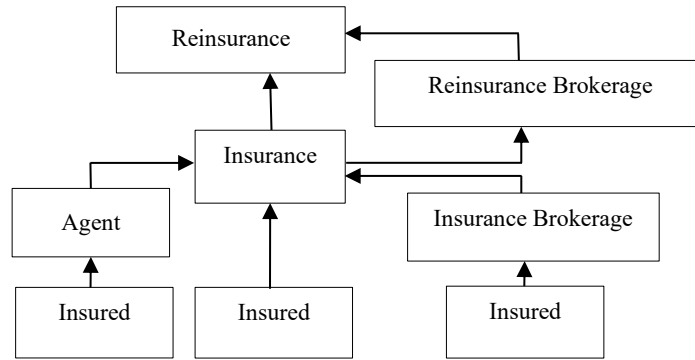 Reinsurance
Reinsurance Brokerage
Insurance
Agent
Insurance Brokerage
Insured
Insured
Insured